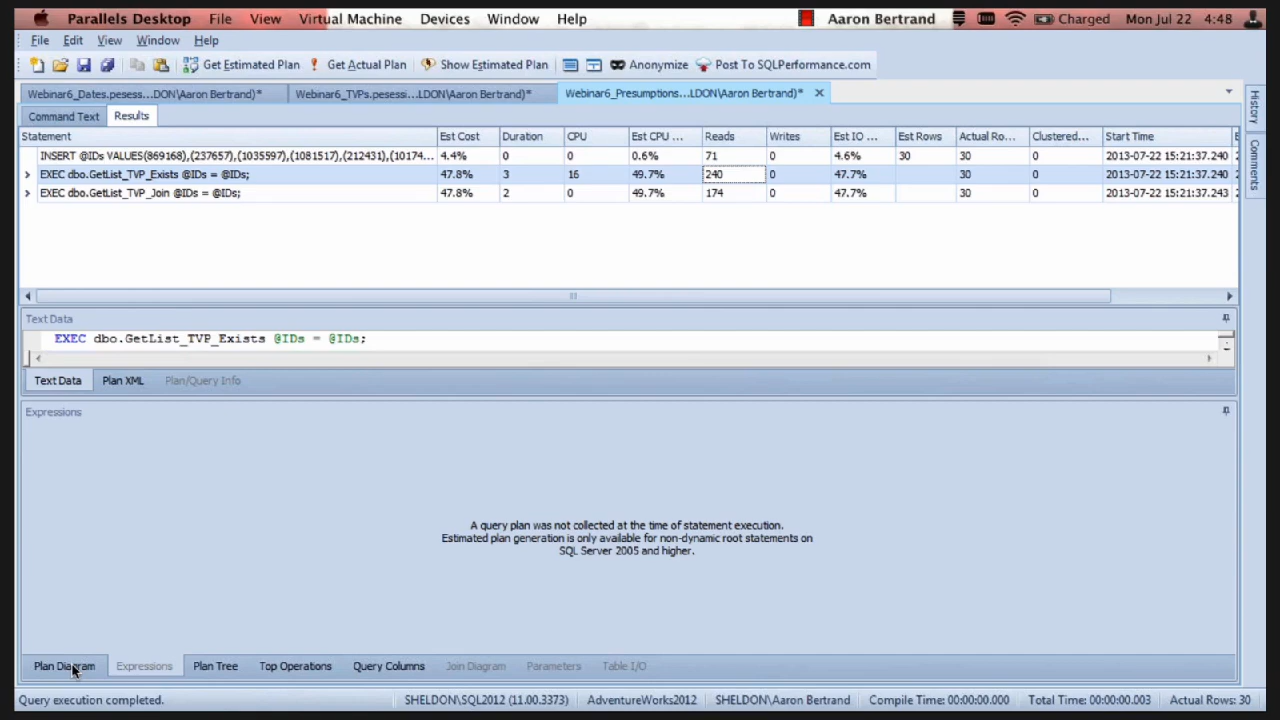 Parallels Desktop File View Virtual Machine Devices Window Help Aaron Bertrand Charged Mon Jul 22 4:48
File Edit View Window Help
Get Estimated Plan Get Actual Plan Show Estimated Plan Anonymize Post To SQLPerformance.com
Webinar6_Dates.pesess...DON\Aaron Bertrand)* Webinar6_TVPs.pesessi...LDON\Aaron Bertrand)* Webinar6_Presumptions...LDON\Aaron Bertrand)*
Command Text Results
Statement Est Cost Duration CPU Est CPU ... Reads Writes Est IO ... Est Rows Actual Ro... Clustered... Start Time E
INSERT @IDs VALUES(869168),(237657),(1035597),(1081517),(212431),(10174... 4.4% 0 0 0.6% 71 0 4.6% 30 30 0 2013-07-22 15:21:37.240
EXEC dbo.GetList_TVP_Exists @IDs = @IDs; 47.8% 3 16 49.7% 240 0 47.7% 30 0 2013-07-22 15:21:37.240
EXEC dbo.GetList_TVP_Join @IDs = @IDs; 47.8% 2 0 49.7% 174 0 47.7% 30 0 2013-07-22 15:21:37.243
History
Comments
Text Data
EXEC dbo.GetList_TVP_Exists @IDs = @IDs;
Text Data Plan XML Plan/Query Info
Expressions
A query plan was not collected at the time of statement execution.
Estimated plan generation is only available for non-dynamic root statements on
SQL Server 2005 and higher.
Plan Diagram Expressions Plan Tree Top Operations Query Columns Join Diagram Parameters Table I/O
Query execution completed. SHELDON\SQL2012 (11.00.3373) AdventureWorks2012 SHELDON\Aaron Bertrand Compile Time: 00:00:00.000 Total Time: 00:00:00.003 Actual Rows: 30